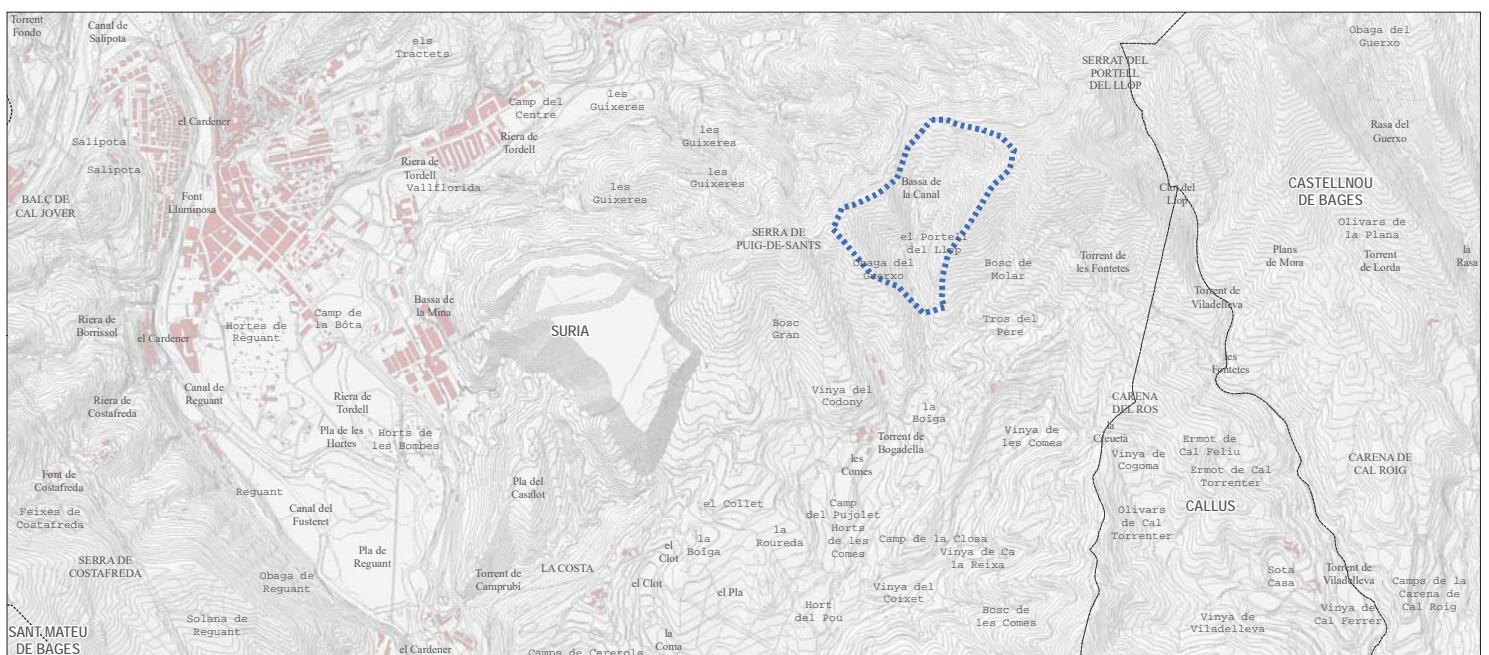 Torrent
Fondo
Canal de
Salipota
els
Tractets
Obaga del
Guerxo
SERRAT DEL
PORTELL
DEL LLOP
les
Guixeres
Camp del
Centre
el Cardener
Riera de
Tordell
les
Guixeres
Rasa del
Guerxo
Salipota
Salipota
Riera de
Tordell
Vallflorida
les
Guixeres
les
Guixeres
Bassa de
la Canal
Clot del
Llop
CASTELLNOU
DE BAGES
BALÇ DE
CAL JOVER
Font
Lluminosa
SERRA DE
PUIG-DE-SANTS
el Portell
del Llop
Olivars de
la Plana
Obaga del
Guerxo
Bosc de
Molar
Torrent de
les Fontetes
Plans
de Mora
Torrent
de Lorda
la
Rasa
Bassa de
la Mina
Torrent de
Viladelleva
Riera de
Borrissol
el Cardener
Hortes de
Reguant
Camp de
la Bóta
SURIA
Bosc
Gran
Tros del
Pere
les
Fontetes
Canal de
Reguant
Riera de
Costafreda
Riera de
Tordell
Vinya del
Codony
la
Boïga
CARENA
DEL ROS
Pla de les
Hortes
Horts de
les Bombes
Torrent de
Bogadella
Vinya de
les Comes
la
Creueta
Ermot de
Cal Feliu
Vinya de
Cogoma
les
Comes
CARENA DE
CAL ROIG
Font de
Costafreda
Ermot de Cal
Torrenter
Pla del
Casalot
Reguant
el Collet
Camp
del Pujolet
CALLUS
Feixes de
Costafreda
Canal del
Fusteret
Olivars
de Cal
Torrenter
la
Roureda
Horts
de les
Comes
Camp de la Closa
la
Boïga
el
Clot
Vinya de Ca
la Reixa
Pla de
Reguant
SERRA DE
COSTAFREDA
Obaga de
Reguant
Torrent de
Camprubí
LA COSTA
el Clot
el Pla
Vinya del
Coixet
Sota
Casa
Torrent de
Viladelleva
Camps de la
Carena de
Cal Roig
Solana de
Reguant
Hort
del Pou
Bosc de
les Comes
Vinya de
Viladelleva
Vinya de
Cal Ferrer
SANT MATEU
DE BAGES
la
Coma
el Cardener
Camps de Cererols